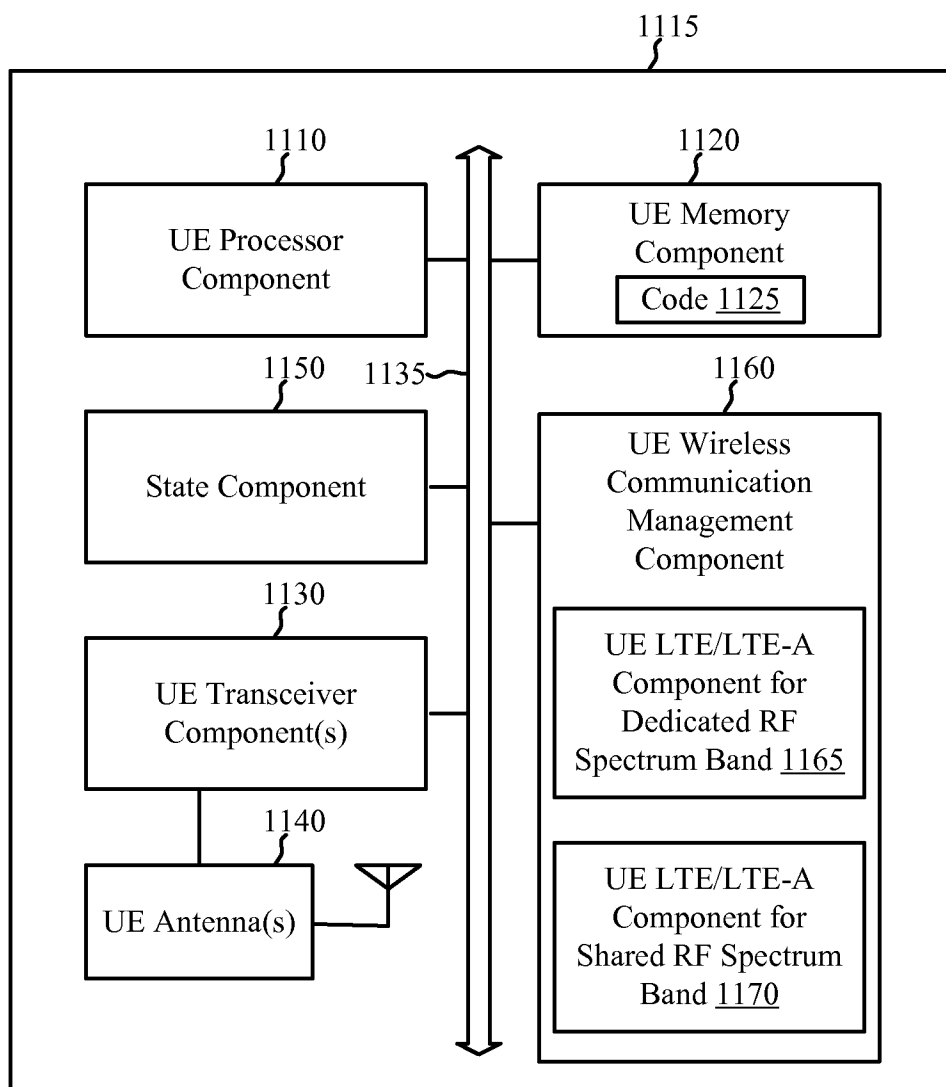 1115
1110
UE Processor
Component
1120
UE Memory
Component
Code 1125
1150
State Component
1135
1160
UE Wireless
Communication
Management
Component
1130
UE Transceiver
Component(s)
UE LTE/LTE-A
Component for
Dedicated RF
Spectrum Band 1165
1140
UE Antenna(s)
UE LTE/LTE-A
Component for
Shared RF Spectrum
Band 1170